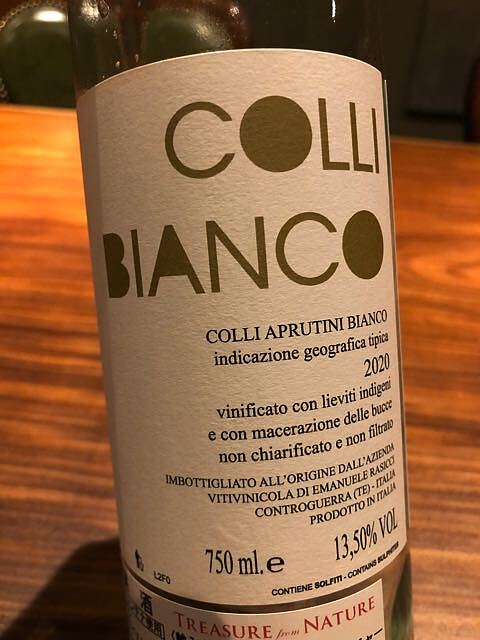 COLLI
BIANCO
COLLI APRUTINI BIANCO
indicazione geografica tipica
2020
vinificato con lieviti indigeni
e con macerazione delle bucce
non chiarificato e non filtrato
IMBOTTIGLIATO ALL'ORIGINE DALL'AZIENDA
VITIVINICOLA DI EMANUELE RASICCI
CONTROGUERRA (TE) - ITALIA
PRODOTTO IN ITALIA
L2F0 750 ml. e 13,50% VOL
CONTIENE SOLFITI - CONTAINS SULPHITES
酒
TREASURE from NATURE